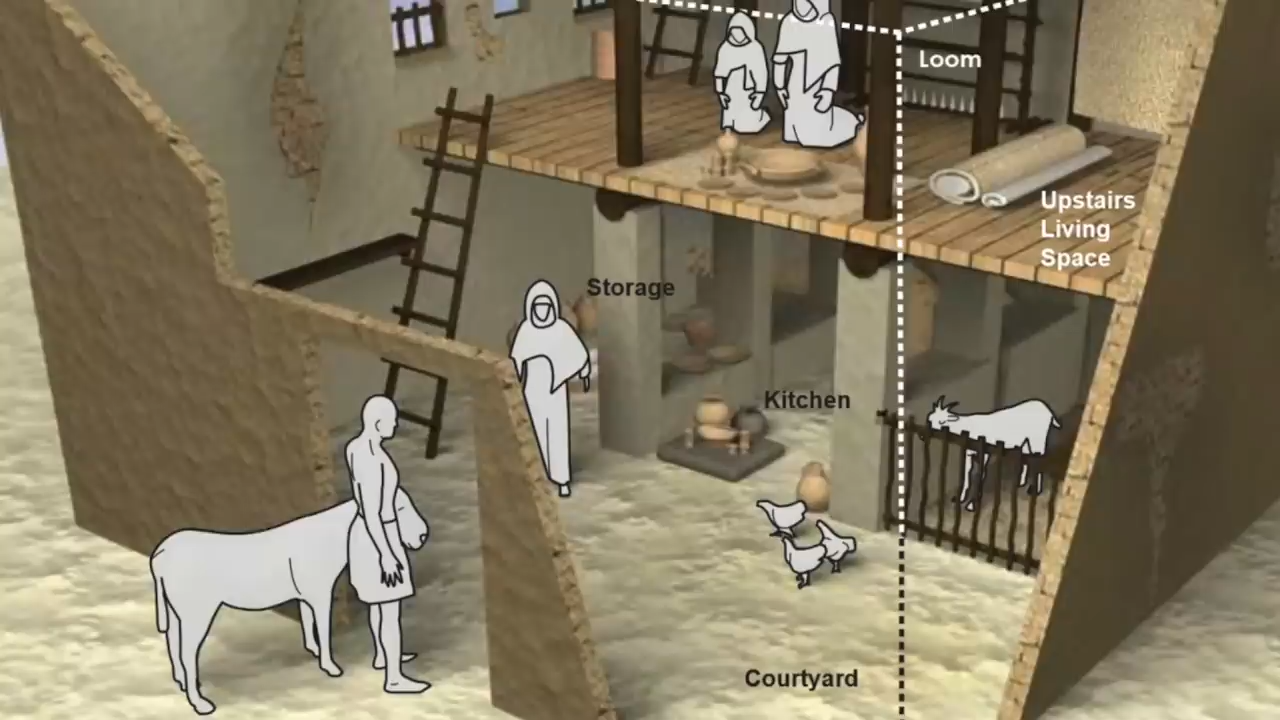 Loom
Upstairs
Living
Space
Storage
Kitchen
Courtyard